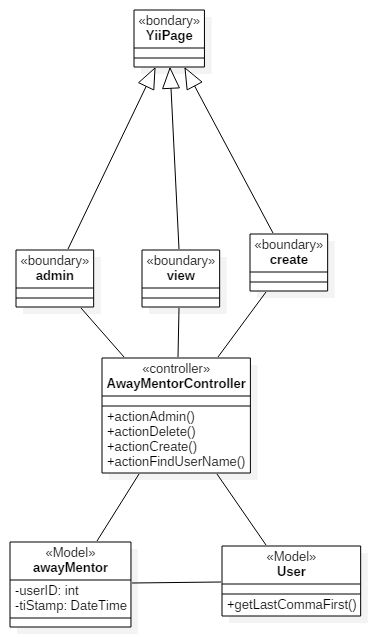 «bondary»
YiiPage
«boundary»
admin
«boundary»
view
«boundary»
create
«controller»
AwayMentorController
+actionAdmin()
+actionDelete()
+actionCreate()
+actionFindUserName()
«Model»
awayMentor
-userID: int
-tiStamp: DateTime
«Model»
User
+getLastCommaFirst()